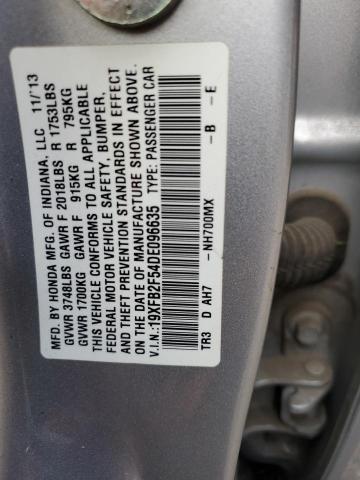 MFD. BY HONDA MFG. OF INDIANA, LLC 11/'13
GVWR 3748LBS GAWR F 2018LBS R 1753LBS
GVWR 1700KG GAWR F 915KG R 795KG
THIS VEHICLE CONFORMS TO ALL APPLICABLE
FEDERAL MOTOR VEHICLE SAFETY, BUMPER,
AND THEFT PREVENTION STANDARDS IN EFFECT
ON THE DATE OF MANUFACTURE SHOWN ABOVE.
V.I.N.:19XFB2F54DE096635 TYPE: PASSENGER CAR
TR3 D AH7 -NH700MX -B -E